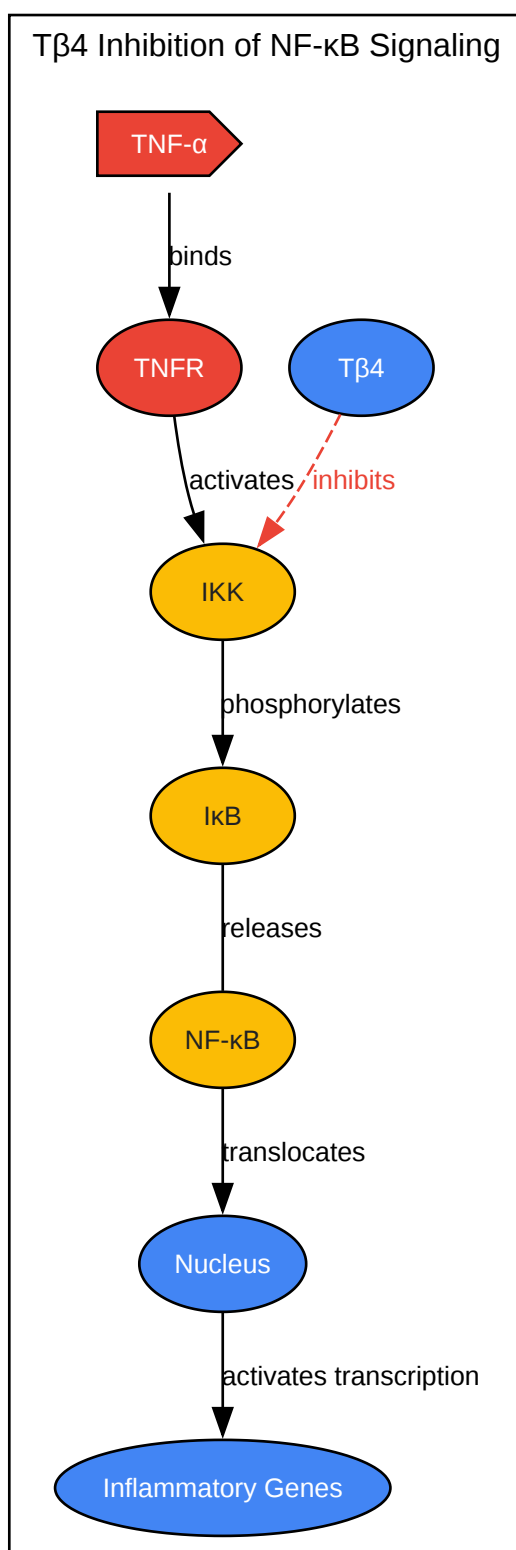 Tβ4 Inhibition of NF-κB Signaling
TNF-α
binds
TNFR
Tβ4
activates
inhibits
IKK
phosphorylates
IκB
releases
NF-κB
translocates
Nucleus
activates transcription
Inflammatory Genes